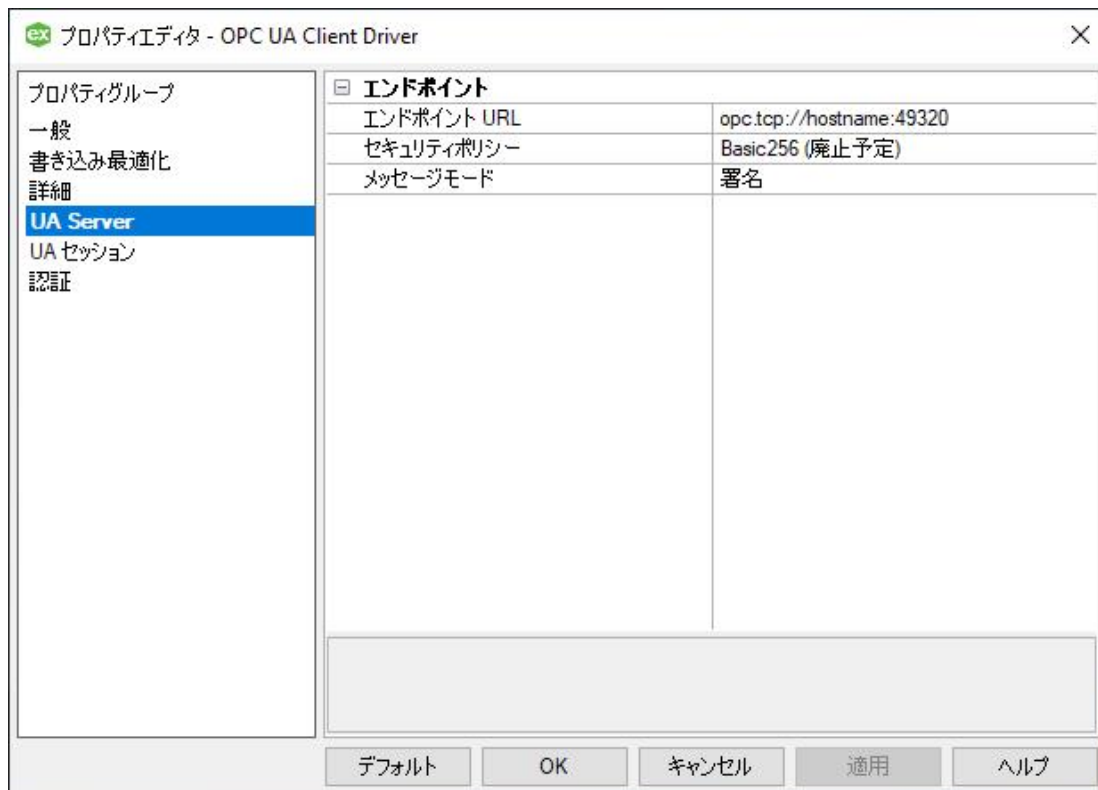 ex プロパティエディタ - OPC UA Client Driver
プロパティグループ
一般
書き込み最適化
詳細
UA Server
UA セッション
認証
エンドポイント
エンドポイント URL opc.tcp://hostname:49320
セキュリティポリシー Basic256 (廃止予定)
メッセージモード 署名
デフォルト OK キャンセル 適用 ヘルプ